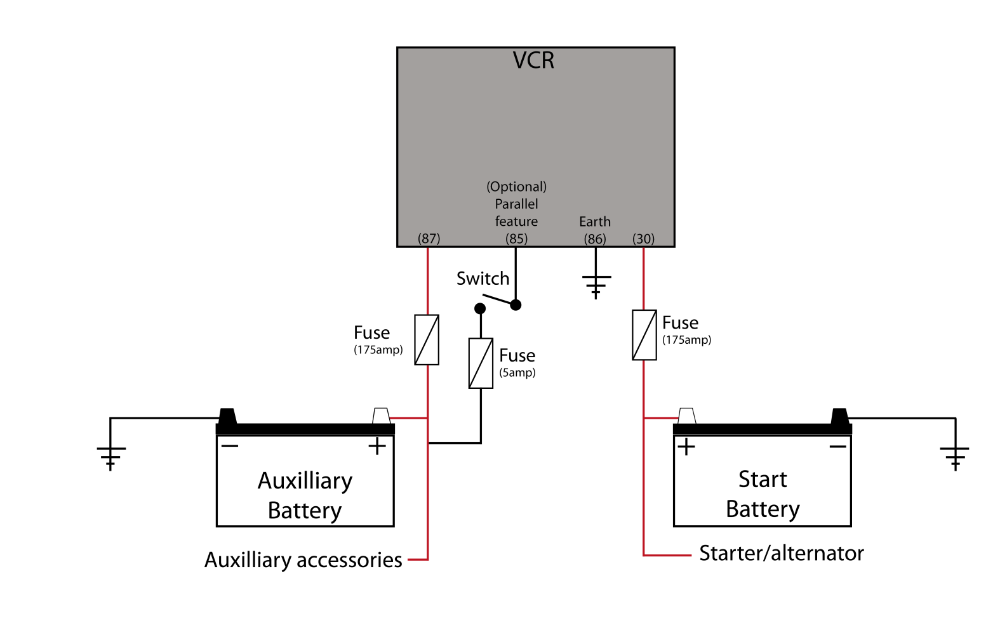 VCR
(Optional)
Parallel
feature
Earth
(87)
(85)
(86)
(30)
Switch
Fuse
(175amp)
Fuse
(5amp)
Fuse
(175amp)
−
+
Auxilliary
Battery
+
−
Start
Battery
Auxilliary accessories
Starter/alternator